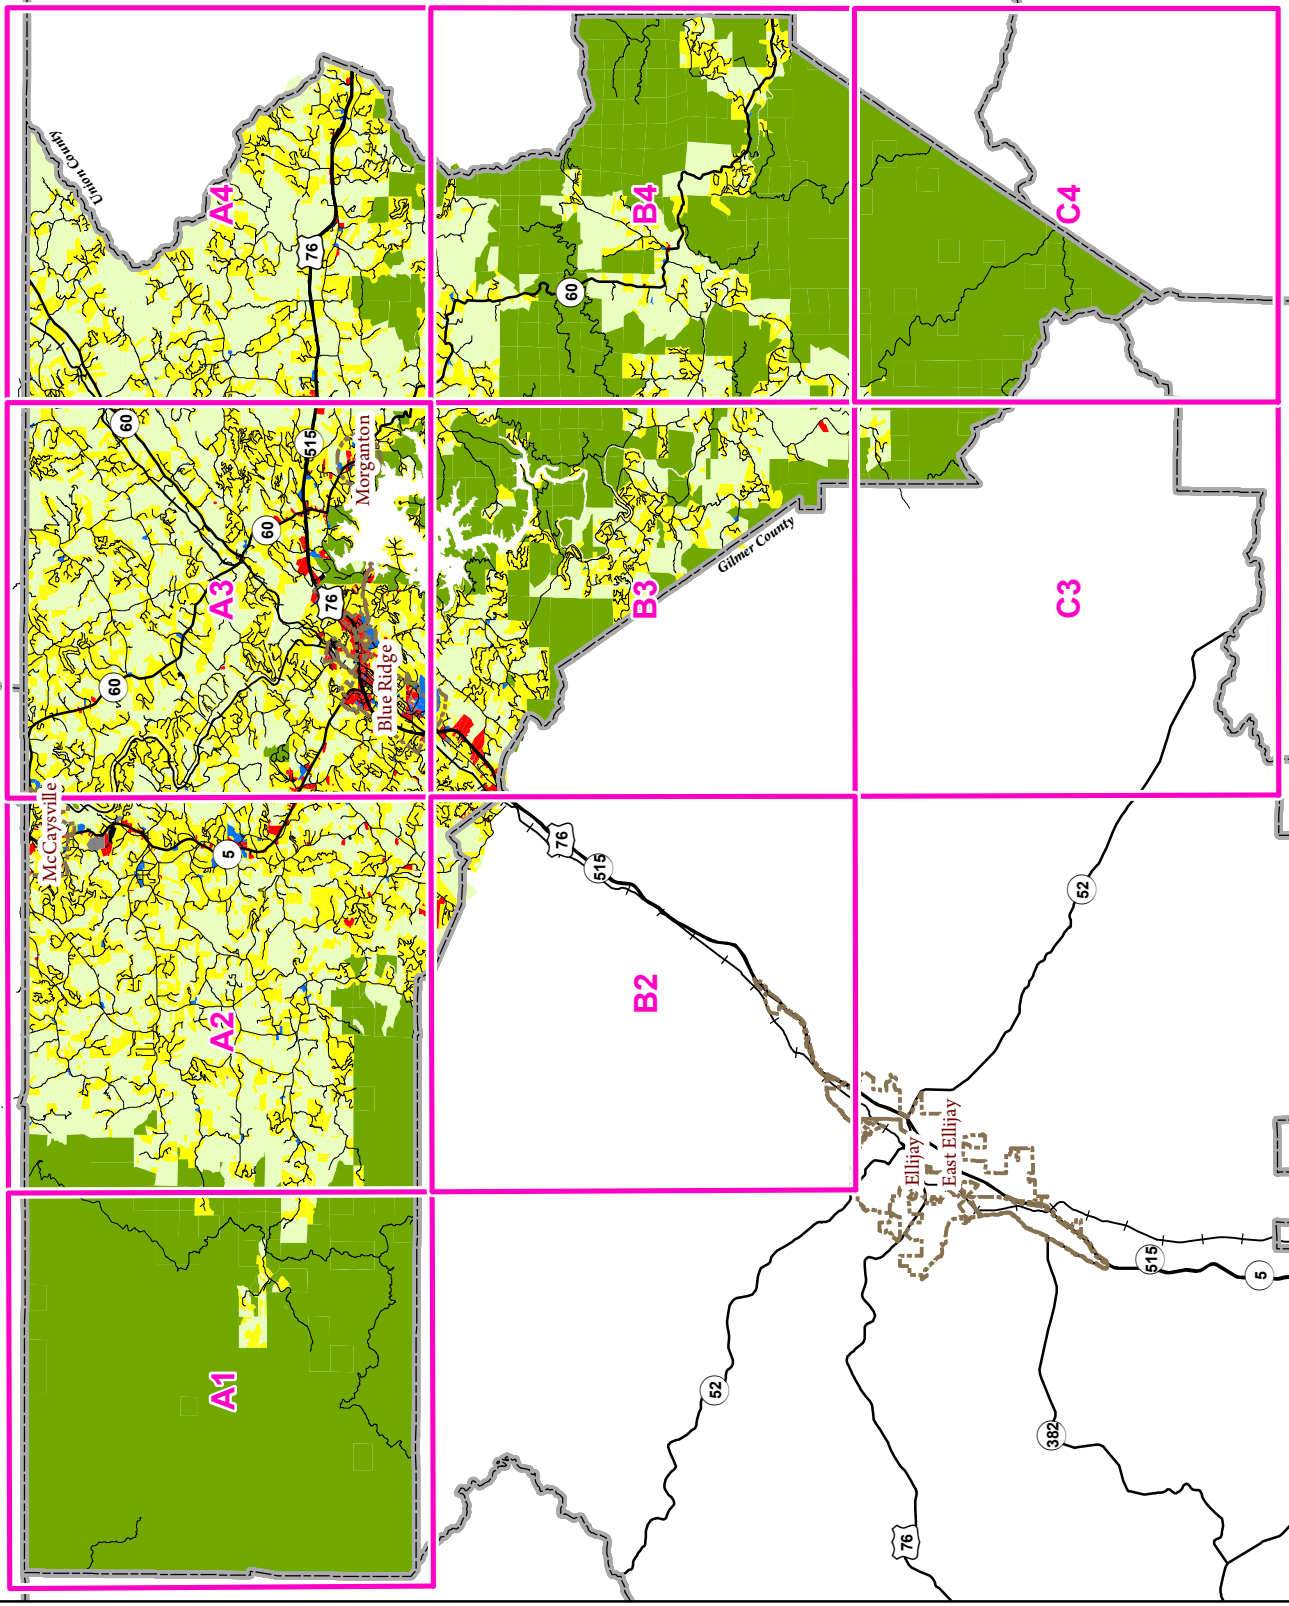 A1
A2
A3
A4
B2
B3
B4
C3
C4
Union County
Gilmer County
McCaysville
Blue Ridge
Morganton
Ellijay
East Ellijay
60
60
60
60
76
76
76
76
515
515
515
5
5
52
52
382